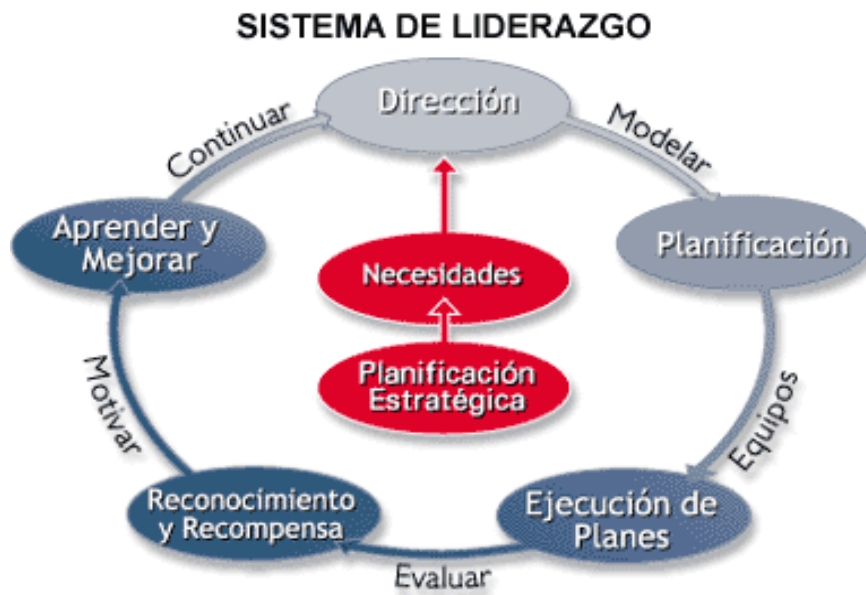 SISTEMA DE LIDERAZGO
Dirección
Continuar
Modelar
Aprender y
Mejorar
Planificación
Necesidades
Planificación
Estratégica
Motivar
Equipos
Reconocimiento
y Recompensa
Ejecución de
Planes
Evaluar